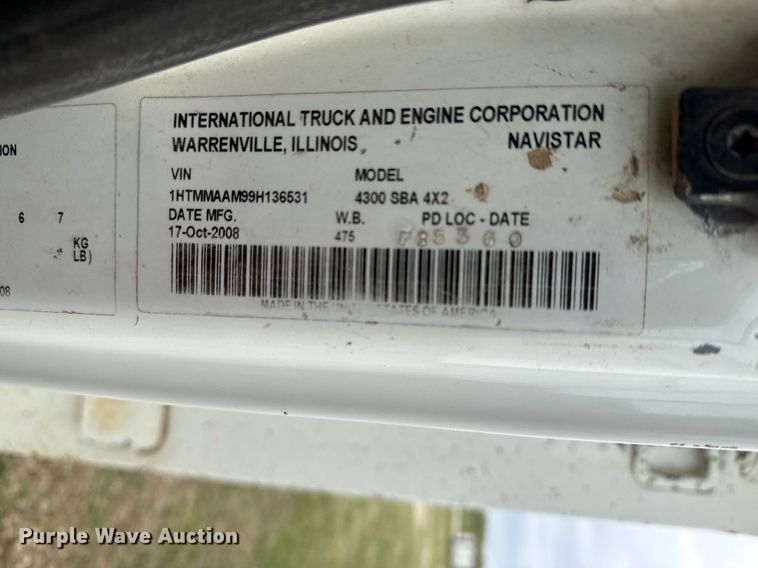 INTERNATIONAL TRUCK AND ENGINE CORPORATION
WARRENVILLE, ILLINOIS NAVISTAR
VIN MODEL
1HTMMAAM99H136531 4300 SBA 4X2
DATE MFG. W.B. PD LOC - DATE
17-Oct-2008 475 785360
MADE IN THE UNITED STATES OF AMERICA
ION
6 7
KG
LB)
08
Purple Wave Auction